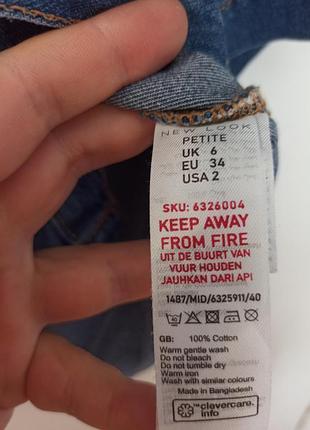 NEW LOOK
PETITE
UK 6
EU 34
USA 2
SKU: 6326004
KEEP AWAY
FROM FIRE
UIT DE BUURT VAN
VUUR HOUDEN
JAUHKAN DARI API
1487/MID/6325911/40
40
GB: 100% Cotton
Warm gentle wash
Do not bleach
Do not tumble dry
Warm iron
Wash with similar colours
Made in Bangladesh
™clevercare.
info